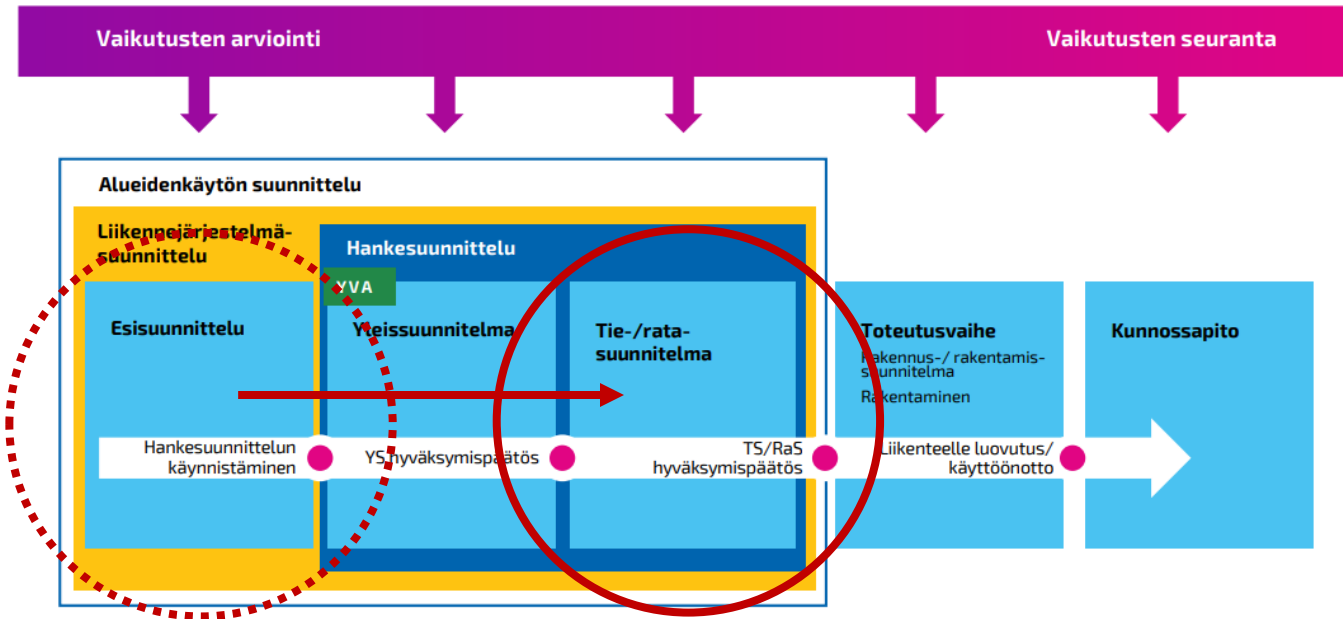 Vaikutusten arviointi
Vaikutusten seuranta
Alueidenkäytön suunnittelu
Liikennejärjestelmä-
suunnittelu
Hankesuunnittelu
YVA
Esisuunnittelu
Yleissuunnitelma
Tie-/rata-
suunnitelma
Toteutusvaihe
Rakennus-/ rakentamis-
suunnitelma
Rakentaminen
Kunnossapito
Hankesuunnittelun
käynnistäminen
YS hyväksymispäätös
TS/RaS
hyväksymispäätös
Liikenteelle luovutus/
käyttöönotto